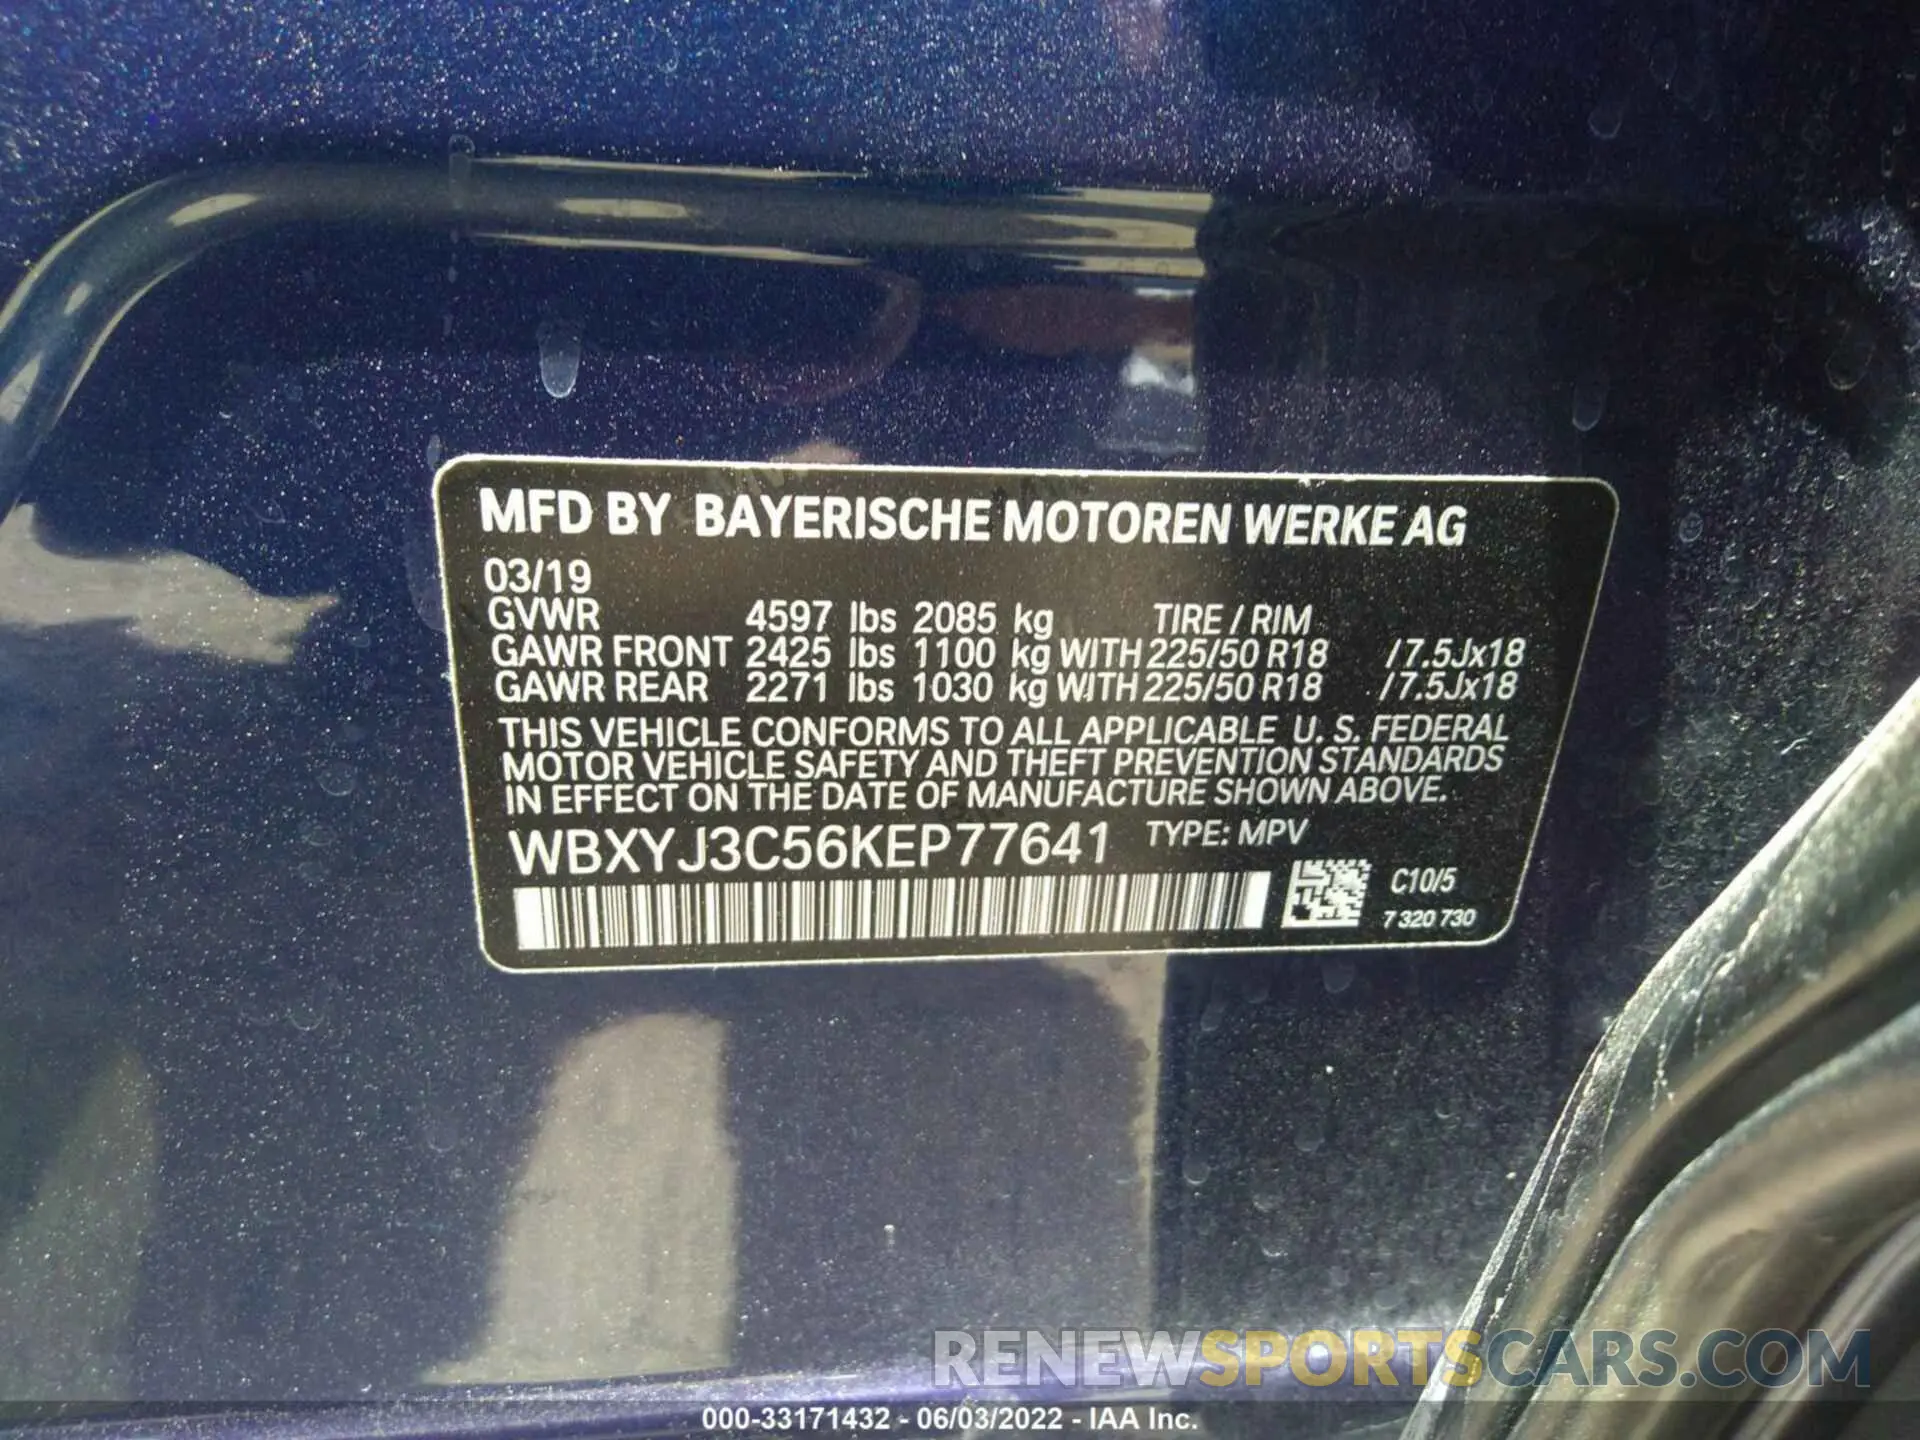 MFD BY BAYERISCHE MOTOREN WERKE AG
03/19
GVWR 4597 lbs 2085 kg TIRE / RIM
GAWR FRONT 2425 lbs 1100 kg WITH 225/50 R18 / 7.5Jx18
GAWR REAR 2271 lbs 1030 kg WITH 225/50 R18 / 7.5Jx18
THIS VEHICLE CONFORMS TO ALL APPLICABLE U. S. FEDERAL
MOTOR VEHICLE SAFETY AND THEFT PREVENTION STANDARDS
IN EFFECT ON THE DATE OF MANUFACTURE SHOWN ABOVE.
WBXYJ3C56KEP77641 TYPE: MPV
C10/5
7 320 730
RENEWSPORTSCARS.COM
000-33171432 - 06/03/2022 - IAA Inc.